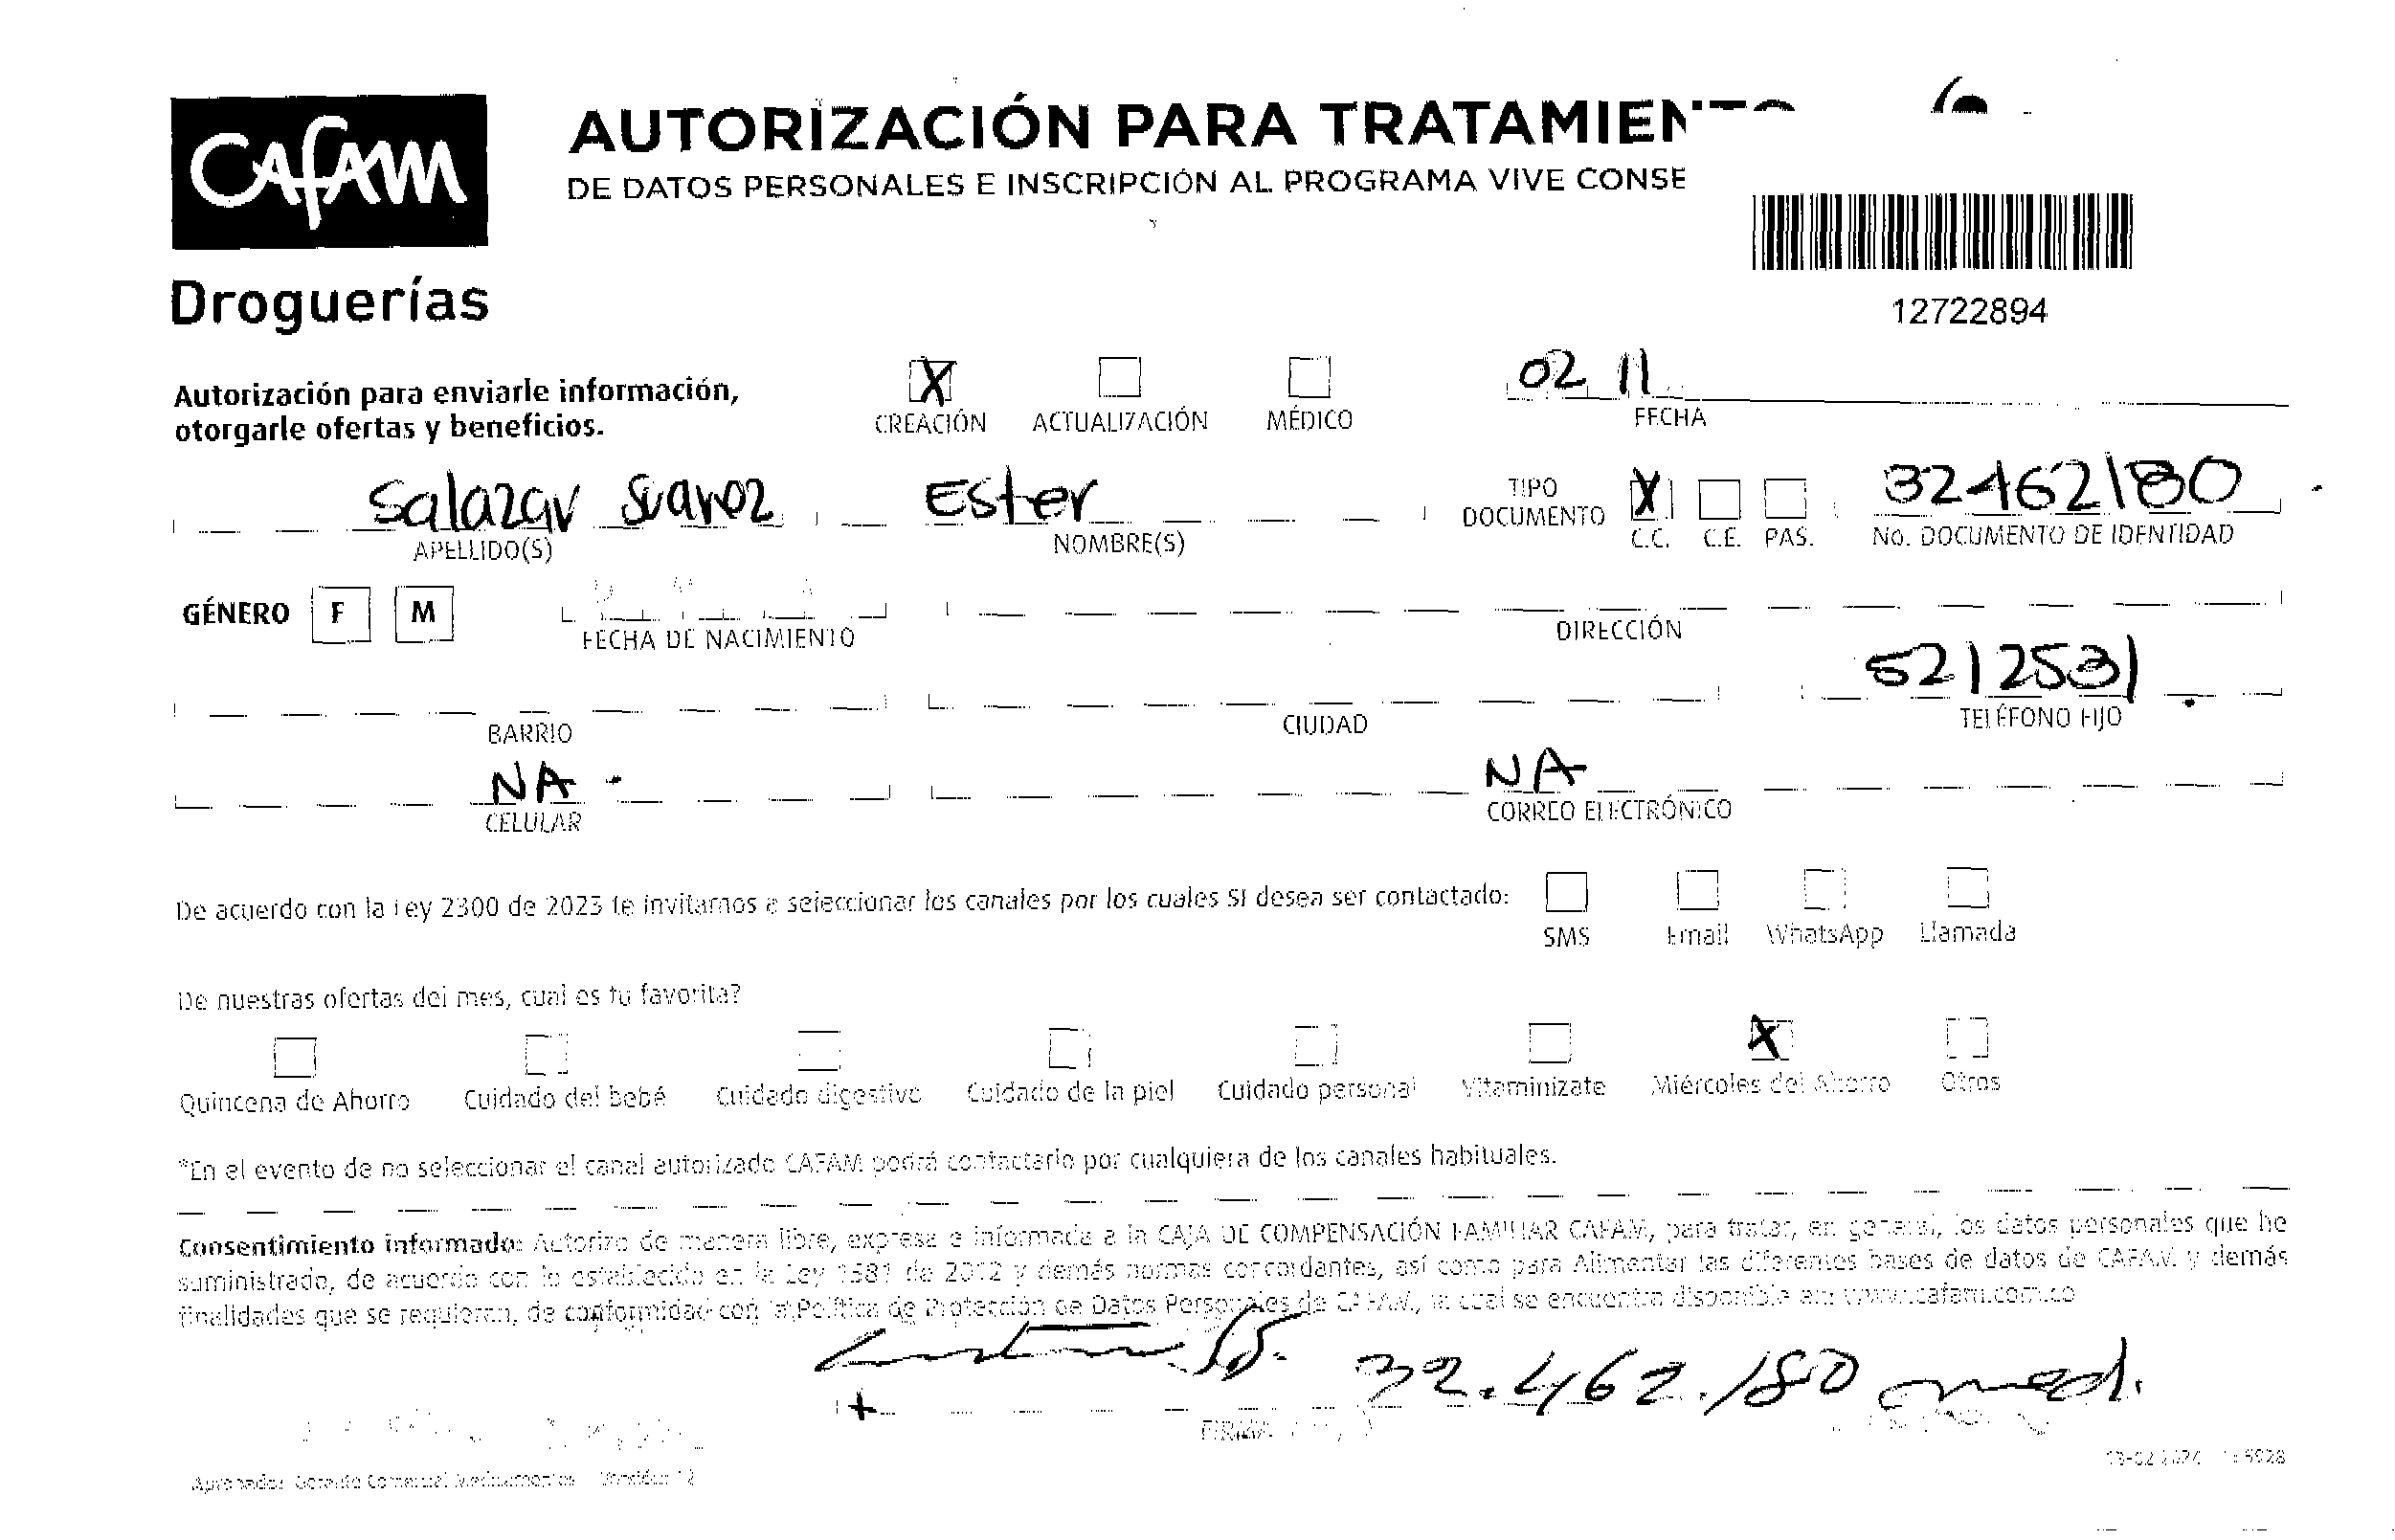 CAFAM
Droguerías
AUTORIZACIÓN PARA TRATAMIEN
DE DATOS PERSONALES E INSCRIPCIÓN AL PROGRAMA VIVE CONSE
12722894
Autorización para enviarle información,
otorgarle ofertas y beneficios.
X CREACIÓN ACTUALIZACIÓN MÉDICO
02 11
FECHA
Salazar Suarez Ester
APELLIDO(S) NOMBRE(S)
TIPO DOCUMENTO X C.C. C.E. PAS.
32462180
No. DOCUMENTO DE IDENTIDAD
GÉNERO F M
FECHA DE NACIMIENTO DIRECCIÓN
5212531
BARRIO CIUDAD TELÉFONO FIJO
NA - NA
CELULAR CORREO ELECTRÓNICO
De acuerdo con la Ley 2300 de 2023 te invitamos a seleccionar los canales por los cuales SI desea ser contactado:
SMS Email WhatsApp Llamada
De nuestras ofertas del mes, cual es tu favorita?
X
Quincena de Ahorro Cuidado del bebé Cuidado digestivo Cuidado de la piel Cuidado personal Vitaminízate Miércoles del Ahorro Otros
*En el evento de no seleccionar el canal autorizado CAFAM podrá contactarlo por cualquiera de los canales habituales.
Consentimiento informado: Autorizo de manera libre, expresa e informada a la CAJA DE COMPENSACIÓN FAMILIAR CAFAM, para tratar, en general, los datos personales que he
suministrado, de acuerdo con lo establecido en la Ley 1581 de 2012 y demás normas concordantes, así como para Alimentar las diferentes bases de datos de CAFAM y demás
finalidades que se requieran, de conformidad con la Política de Protección de Datos Personales de CAFAM, la cual se encuentra disponible en: www.cafam.com.co
32.462.180 med.
FIRMA
Aprobado: Gerente Comercial Medicamentos Versión: 12